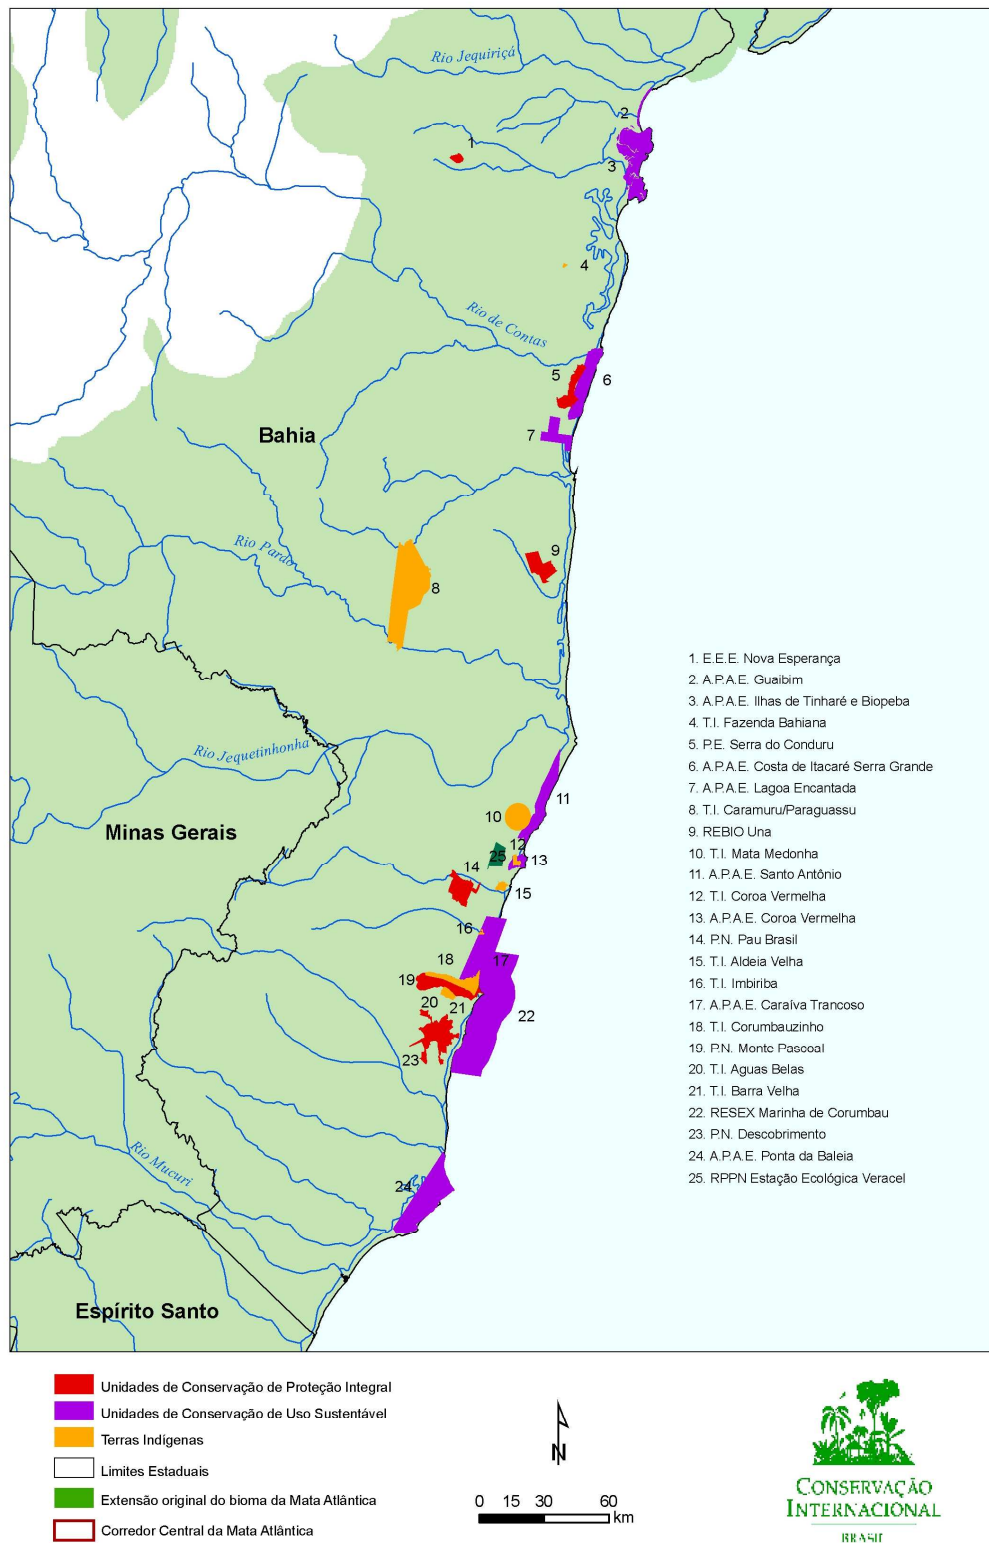 Rio Jequiriçá
2
1
3
4
Rio de Contas
5
6
Bahia
7
Rio Pardo
9
8
1. E.E.E. Nova Esperança
2. A.P.A.E. Guaibim
3. A.P.A.E. Ilhas de Tinharé e Biopeba
4. T.I. Fazenda Bahiana
5. P.E. Serra do Conduru
6. A.P.A.E. Costa de Itacaré Serra Grande
7. A.P.A.E. Lagoa Encantada
8. T.I. Caramuru/Paraguassu
9. REBIO Una
10. T.I. Mata Medonha
11. A.P.A.E. Santo Antônio
12. T.I. Coroa Vermelha
13. A.P.A.E. Coroa Vermelha
14. P.N. Pau Brasil
15. T.I. Aldeia Velha
16. T.I. Imbiriba
17. A.P.A.E. Caraíva Trancoso
18. T.I. Corumbauzinho
19. P.N. Monte Pascoal
20. T.I. Aguas Belas
21. T.I. Barra Velha
22. RESEX Marinha de Corumbau
23. P.N. Descobrimento
24. A.P.A.E. Ponta da Baleia
25. RPPN Estação Ecológica Veracel
Rio Jequetinhonha
11
10
Minas Gerais
12
25
13
14
15
16
17
18
19
20
21
22
23
Rio Mucuri
24
Espírito Santo
Unidades de Conservação de Proteção Integral
Unidades de Conservação de Uso Sustentável
Terras Indígenas
Limites Estaduais
Extensão original do bioma da Mata Atlântica
Corredor Central da Mata Atlântica
N
0 15 30 60
km
CONSERVAÇÃO
INTERNACIONAL
BRASIL